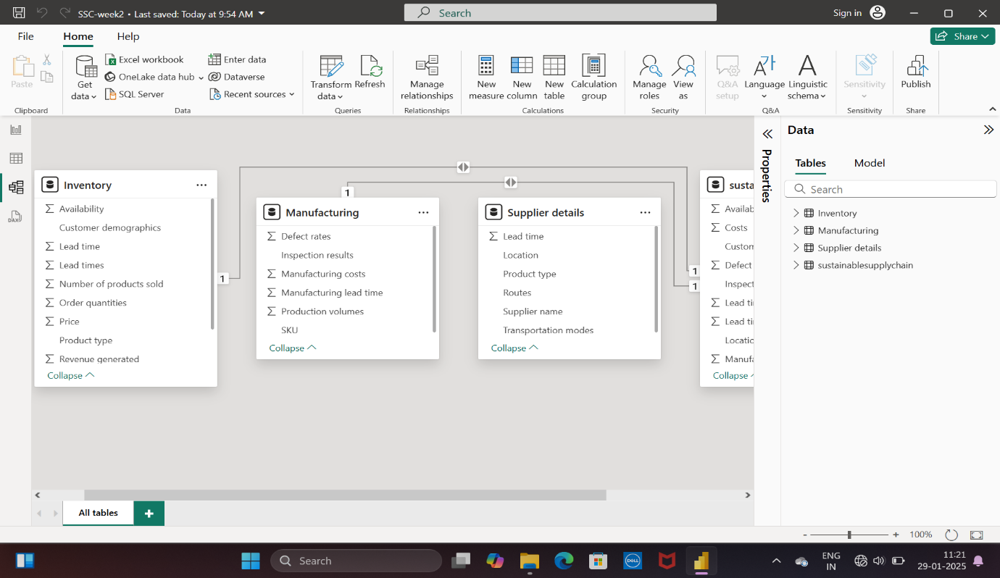 SSC-week2 • Last saved: Today at 9:54 AM
Search
Sign in
File
Home
Help
Share
Paste
Clipboard
Get data
Excel workbook
OneLake data hub
SQL Server
Enter data
Dataverse
Recent sources
Data
Transform data
Refresh
Queries
Manage relationships
Relationships
New measure
New column
New table
Calculation group
Calculations
Manage roles
View as
Security
Q&A setup
Language
Linguistic schema
Q&A
Sensitivity
Sensitivity
Publish
Share
DAX
Inventory
Σ Availability
Customer demographics
Σ Lead time
Σ Lead times
Σ Number of products sold
Σ Order quantities
Σ Price
Product type
Σ Revenue generated
Collapse
1
1
Manufacturing
Σ Defect rates
Inspection results
Σ Manufacturing costs
Σ Manufacturing lead time
Σ Production volumes
SKU
Collapse
Supplier details
Σ Lead time
Location
Product type
Routes
Supplier name
Transportation modes
Collapse
1
1
susta
Σ Availab
Σ Costs
Custom
Σ Defect
Inspect
Σ Lead ti
Σ Lead ti
Locatio
Σ Manufa
Collapse
Properties
Data
Tables
Model
Search
Inventory
Manufacturing
Supplier details
sustainablesupplychain
All tables
+
- + 100%
Search
DELL
ENG
IN
11:21
29-01-2025